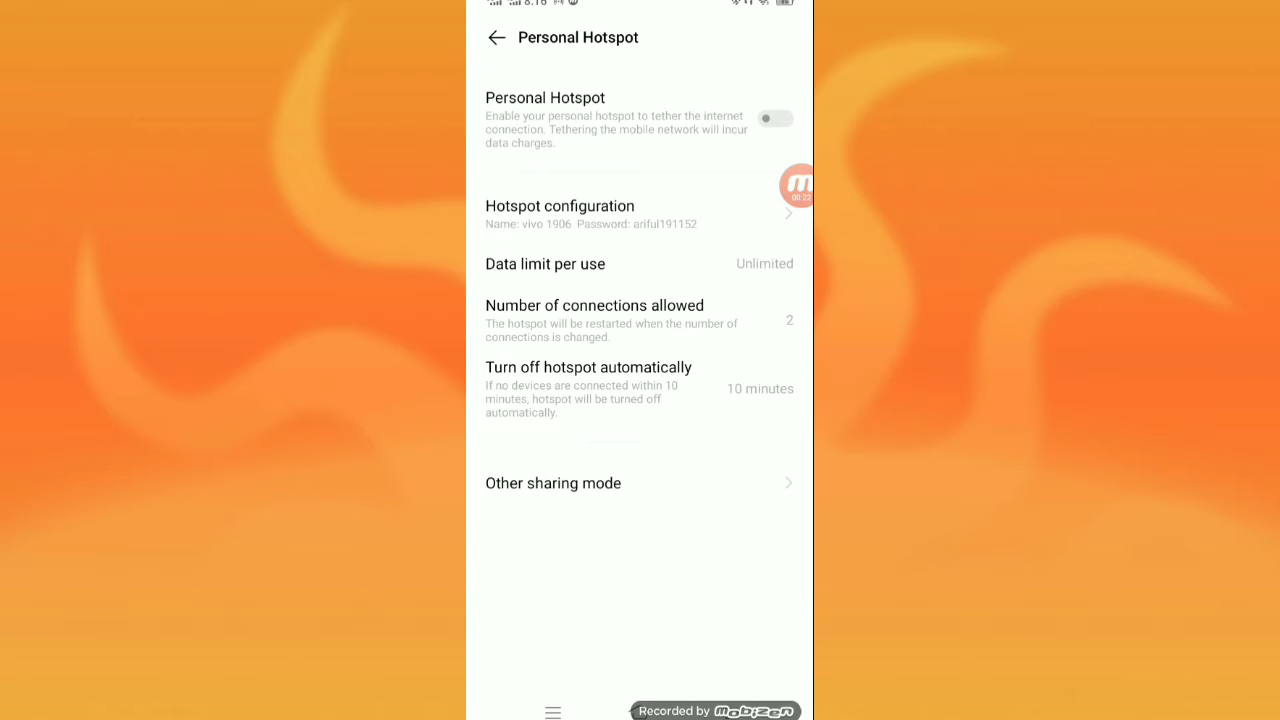 8:16
Personal Hotspot
Personal Hotspot
Enable your personal hotspot to tether the internet
connection. Tethering the mobile network will incur
data charges.
00:22
Hotspot configuration
Name: vivo 1906 Password: ariful191152
Data limit per use
Unlimited
Number of connections allowed
The hotspot will be restarted when the number of
connections is changed.
2
Turn off hotspot automatically
If no devices are connected within 10
minutes, hotspot will be turned off
automatically.
10 minutes
Other sharing mode
Recorded by mobizen